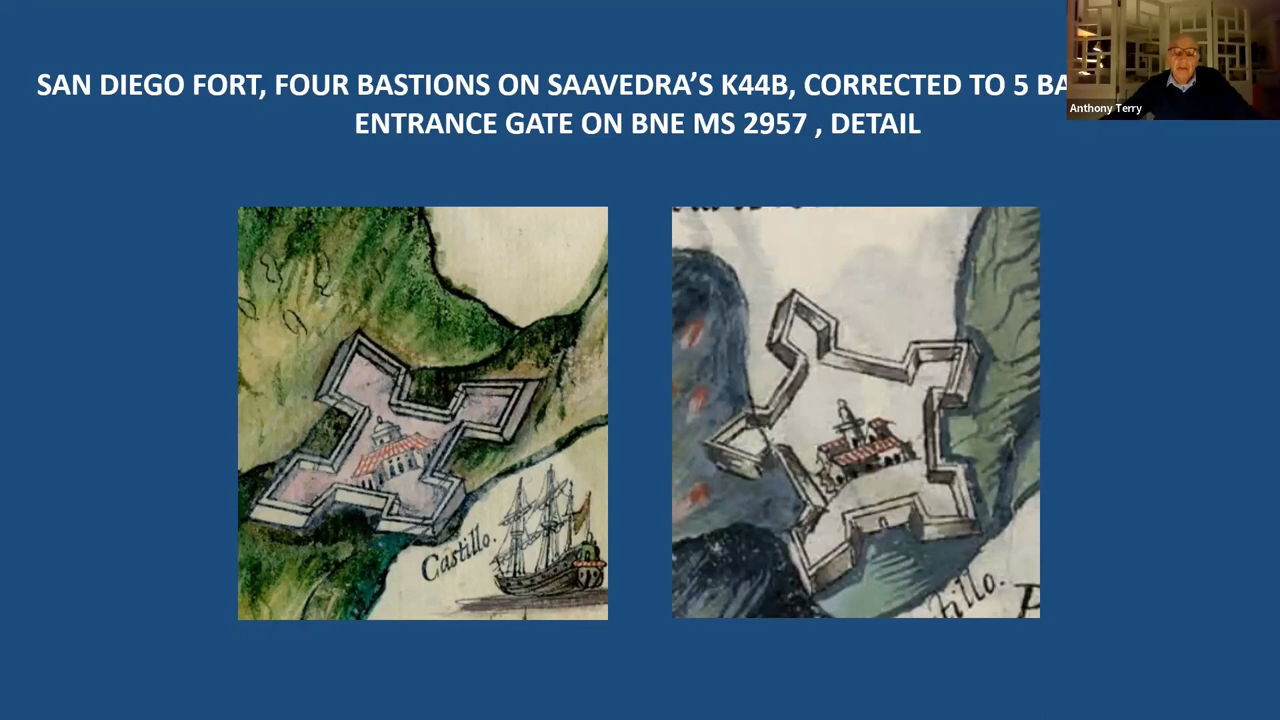 SAN DIEGO FORT, FOUR BASTIONS ON SAAVEDRA’S K44B, CORRECTED TO 5
ENTRANCE GATE ON BNE MS 2957 , DETAIL
Anthony Terry
Castillo.
tillo.